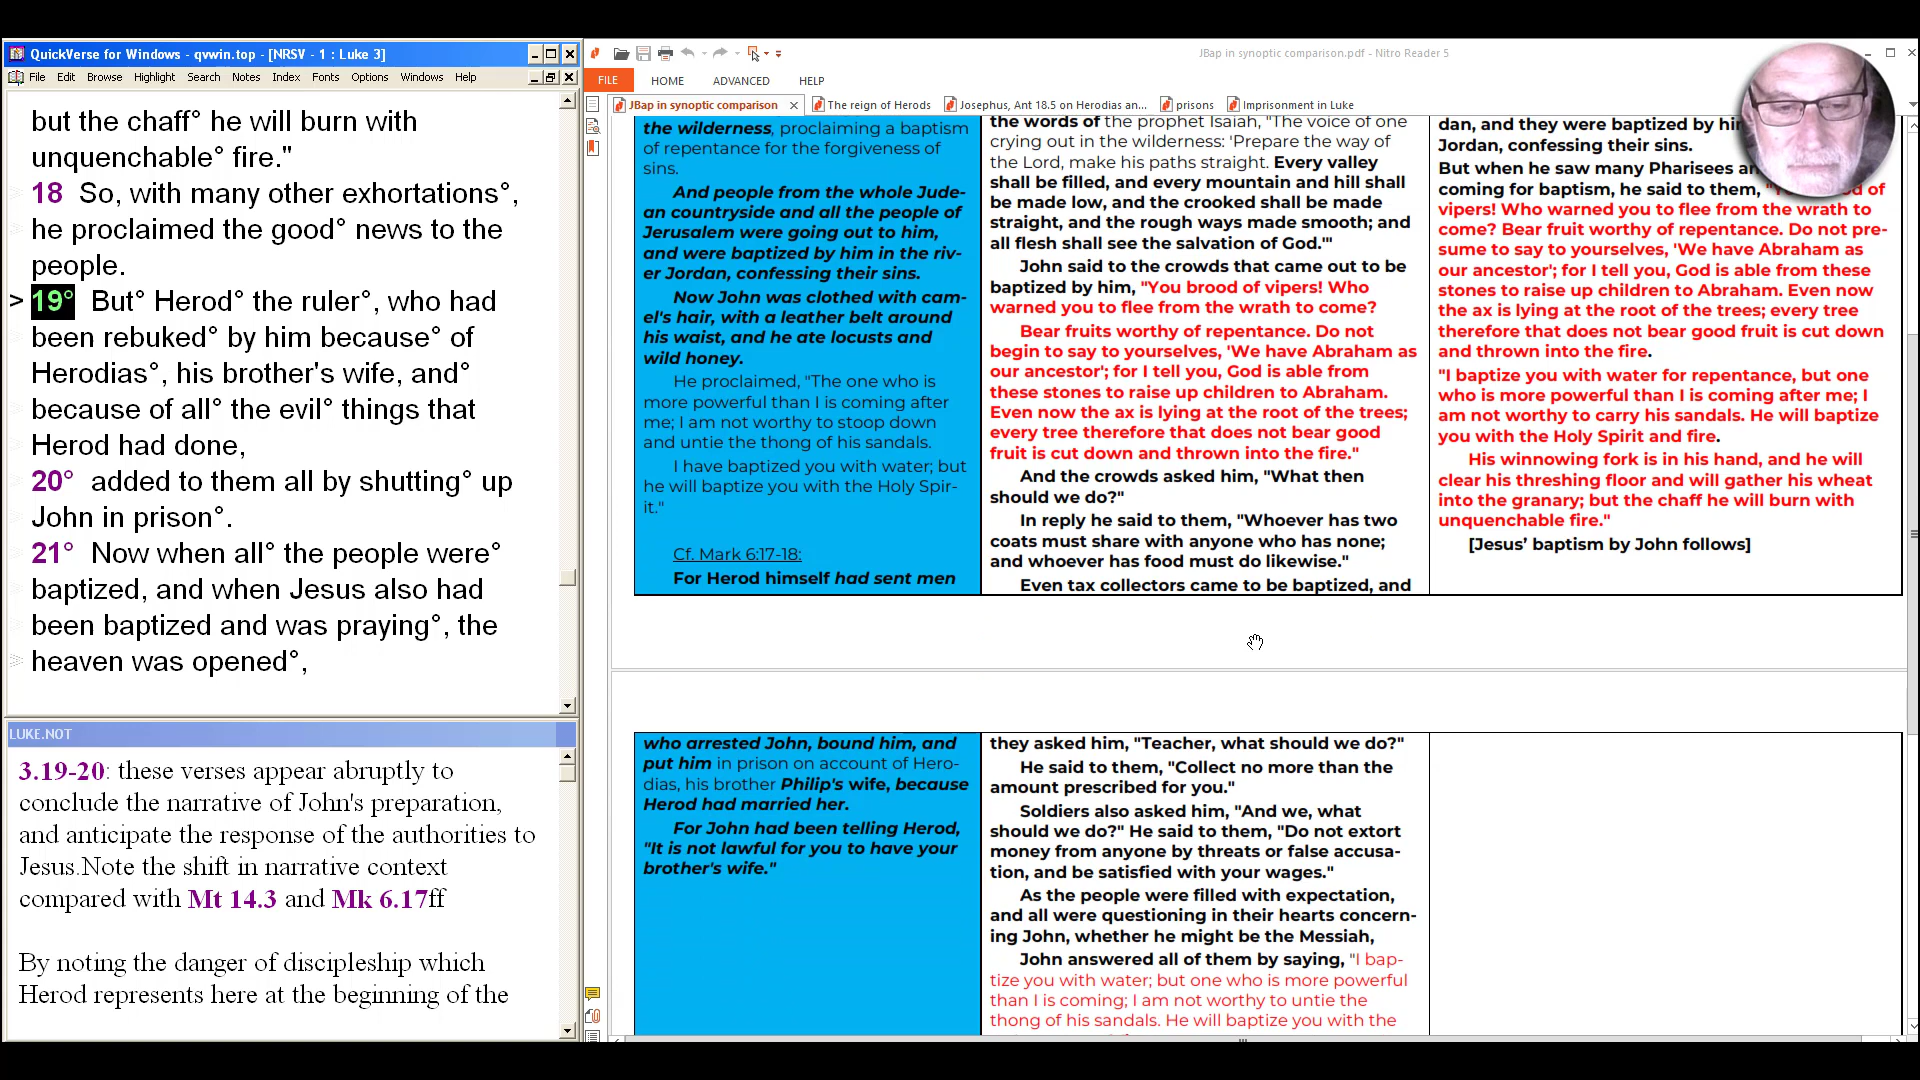 QuickVerse for Windows - qvwin.top - [NRSV - 1 : Luke 3]
File Edit Browse Highlight Search Notes Index Fonts Options Windows Help
but the chaff° he will burn with
unquenchable° fire."
18 So, with many other exhortations°,
he proclaimed the good° news to the
people.
> 19° But° Herod° the ruler°, who had
been rebuked° by him because° of
Herodias°, his brother's wife, and°
because of all° the evil° things that
Herod had done,
20° added to them all by shutting° up
John in prison°.
21° Now when all° the people were°
baptized, and when Jesus also had
been baptized and was praying°, the
heaven was opened°,
LUKE.NOT
3.19-20: these verses appear abruptly to
conclude the narrative of John's preparation,
and anticipate the response of the authorities to
Jesus.Note the shift in narrative context
compared with Mt 14.3 and Mk 6.17ff
By noting the danger of discipleship which
Herod represents here at the beginning of the
JBap in synoptic comparison.pdf - Nitro Reader 5
FILE HOME ADVANCED HELP
JBap in synoptic comparison The reign of Herods Josephus, Ant 18.5 on Herodias an... prisons Imprisonment in Luke
the wilderness, proclaiming a baptism
of repentance for the forgiveness of
sins.
And people from the whole Jude-
an countryside and all the people of
Jerusalem were going out to him,
and were baptized by him in the riv-
er Jordan, confessing their sins.
Now John was clothed with cam-
el's hair, with a leather belt around
his waist, and he ate locusts and
wild honey.
He proclaimed, "The one who is
more powerful than I is coming after
me; I am not worthy to stoop down
and untie the thong of his sandals.
I have baptized you with water; but
he will baptize you with the Holy Spir-
it."
Cf. Mark 6:17-18:
For Herod himself had sent men
who arrested John, bound him, and
put him in prison on account of Hero-
dias, his brother Philip's wife, because
Herod had married her.
For John had been telling Herod,
"It is not lawful for you to have your
brother's wife."
the words of the prophet Isaiah, "The voice of one
crying out in the wilderness: 'Prepare the way of
the Lord, make his paths straight. Every valley
shall be filled, and every mountain and hill shall
be made low, and the crooked shall be made
straight, and the rough ways made smooth; and
all flesh shall see the salvation of God.'"
John said to the crowds that came out to be
baptized by him, "You brood of vipers! Who
warned you to flee from the wrath to come?
Bear fruits worthy of repentance. Do not
begin to say to yourselves, 'We have Abraham as
our ancestor'; for I tell you, God is able from
these stones to raise up children to Abraham.
Even now the ax is lying at the root of the trees;
every tree therefore that does not bear good
fruit is cut down and thrown into the fire."
And the crowds asked him, "What then
should we do?"
In reply he said to them, "Whoever has two
coats must share with anyone who has none;
and whoever has food must do likewise."
Even tax collectors came to be baptized, and
they asked him, "Teacher, what should we do?"
He said to them, "Collect no more than the
amount prescribed for you."
Soldiers also asked him, "And we, what
should we do?" He said to them, "Do not extort
money from anyone by threats or false accusa-
tion, and be satisfied with your wages."
As the people were filled with expectation,
and all were questioning in their hearts concern-
ing John, whether he might be the Messiah,
John answered all of them by saying, "I bap-
tize you with water; but one who is more powerful
than I is coming; I am not worthy to untie the
thong of his sandals. He will baptize you with the
dan, and they were baptized by
Jordan, confessing their sins.
But when he saw many Pharisees
coming for baptism, he said to them, of
vipers! Who warned you to flee from the wrath to
come? Bear fruit worthy of repentance. Do not pre-
sume to say to yourselves, 'We have Abraham as
our ancestor'; for I tell you, God is able from these
stones to raise up children to Abraham. Even now
the ax is lying at the root of the trees; every tree
therefore that does not bear good fruit is cut down
and thrown into the fire.
"I baptize you with water for repentance, but one
who is more powerful than I is coming after me; I
am not worthy to carry his sandals. He will baptize
you with the Holy Spirit and fire.
His winnowing fork is in his hand, and he will
clear his threshing floor and will gather his wheat
into the granary; but the chaff he will burn with
unquenchable fire."
[Jesus' baptism by John follows]